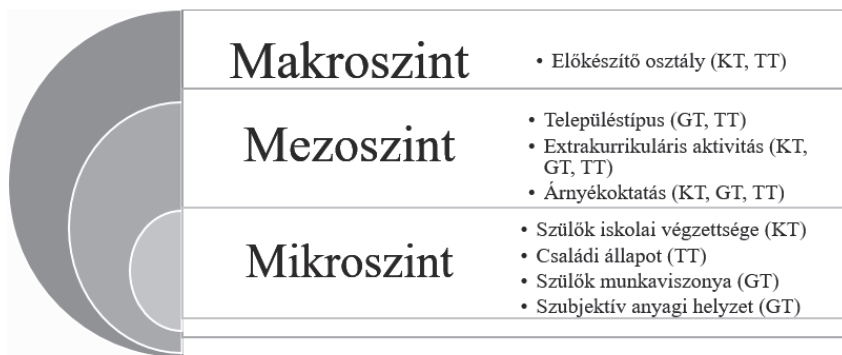 Makroszint
• Előkészítő osztály (KT, TT)
Mezoszint
• Településtípus (GT, TT)
• Extrakurrikuláris aktivitás (KT,
GT, TT)
• Árnyékoktatás (KT, GT, TT)
Mikroszint
• Szülők iskolai végzettsége (KT)
• Családi állapot (TT)
• Szülők munkaviszonya (GT)
• Szubjektív anyagi helyzet (GT)